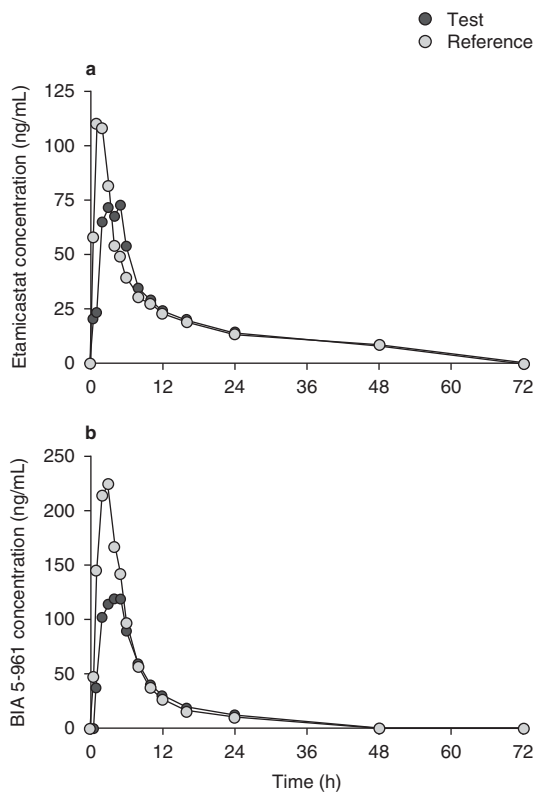 Test
Reference
a
Etamicastat concentration (ng/mL)
125
100
75
50
25
0
0 12 24 36 48 60 72
b
BIA 5-961 concentration (ng/mL)
250
200
150
100
50
0
0 12 24 36 48 60 72
Time (h)